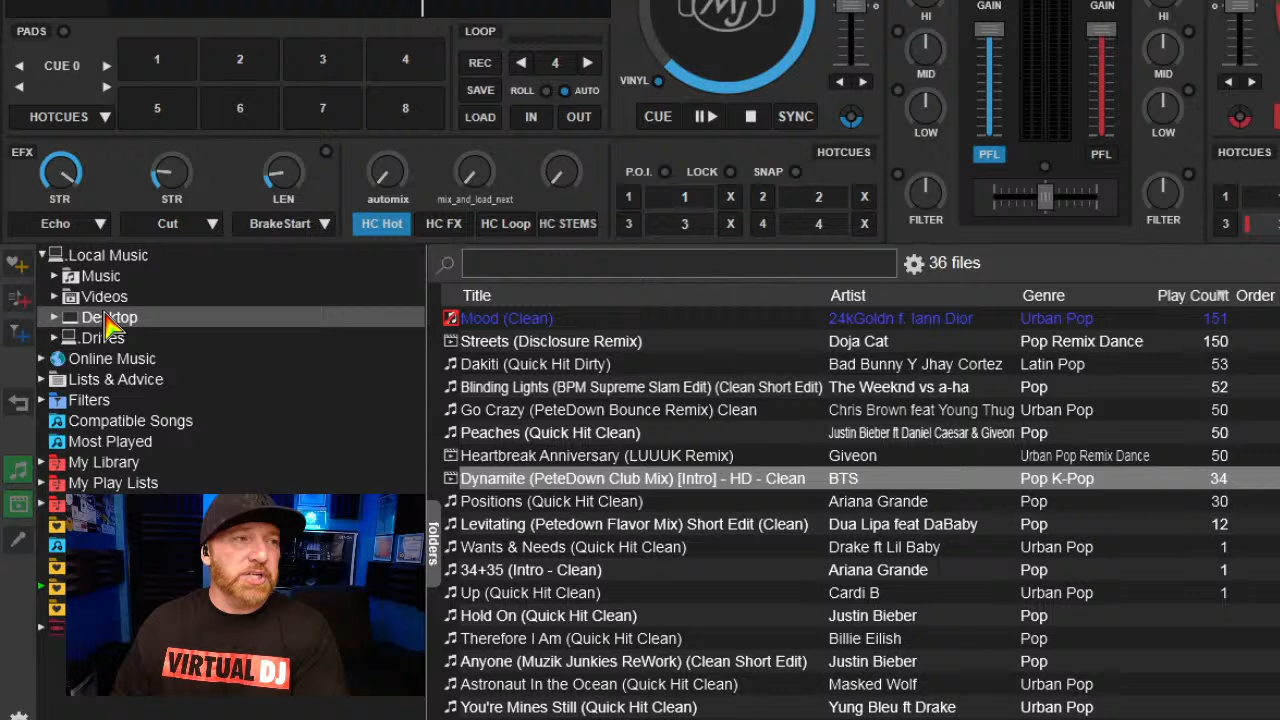 GAIN GAIN
HI HI
PADS
LOOP
CUE 0
1 2 3 4
REC 4
SAVE ROLL AUTO
5 6 7 8
HOTCUES
LOAD IN OUT
VINYL
CUE SYNC
MID MID
LOW LOW
PFL PFL
FILTER FILTER
EFX
STR STR LEN
Echo Cut BrakeStart
automix mix_and_load_next
HC Hot HC FX HC Loop HC STEMS
HOTCUES
P.O.I. LOCK SNAP
1 1 X 2 2 X
3 3 X 4 4 X
HOTCUES
1
3
Local Music
Music
Videos
Desktop
Drives
Online Music
Lists & Advice
Filters
Compatible Songs
Most Played
My Library
My Play Lists
folders
VIRTUAL DJ
36 files
Title Artist Genre Play Count Order
Mood (Clean) 24kGoldn f. Iann Dior Urban Pop 151
Streets (Disclosure Remix) Doja Cat Pop Remix Dance 150
Dakiti (Quick Hit Dirty) Bad Bunny Y Jhay Cortez Latin Pop 53
Blinding Lights (BPM Supreme Slam Edit) (Clean Short Edit) The Weeknd vs a-ha Pop 52
Go Crazy (PeteDown Bounce Remix) Clean Chris Brown feat Young Thug Urban Pop 50
Peaches (Quick Hit Clean) Justin Bieber ft Daniel Caesar & Giveon Pop 50
Heartbreak Anniversary (LUUUK Remix) Giveon Urban Pop Remix Dance 50
Dynamite (PeteDown Club Mix) [Intro] - HD - Clean BTS Pop K-Pop 34
Positions (Quick Hit Clean) Ariana Grande Pop 30
Levitating (Petedown Flavor Mix) Short Edit (Clean) Dua Lipa feat DaBaby Pop 12
Wants & Needs (Quick Hit Clean) Drake ft Lil Baby Urban Pop 1
34+35 (Intro - Clean) Ariana Grande Pop 1
Up (Quick Hit Clean) Cardi B Urban Pop 1
Hold On (Quick Hit Clean) Justin Bieber Pop
Therefore I Am (Quick Hit Clean) Billie Eilish Pop
Anyone (Muzik Junkies ReWork) (Clean Short Edit) Justin Bieber Pop
Astronaut In the Ocean (Quick Hit Clean) Masked Wolf Urban Pop
You're Mines Still (Quick Hit Clean) Yung Bleu ft Drake Urban Pop